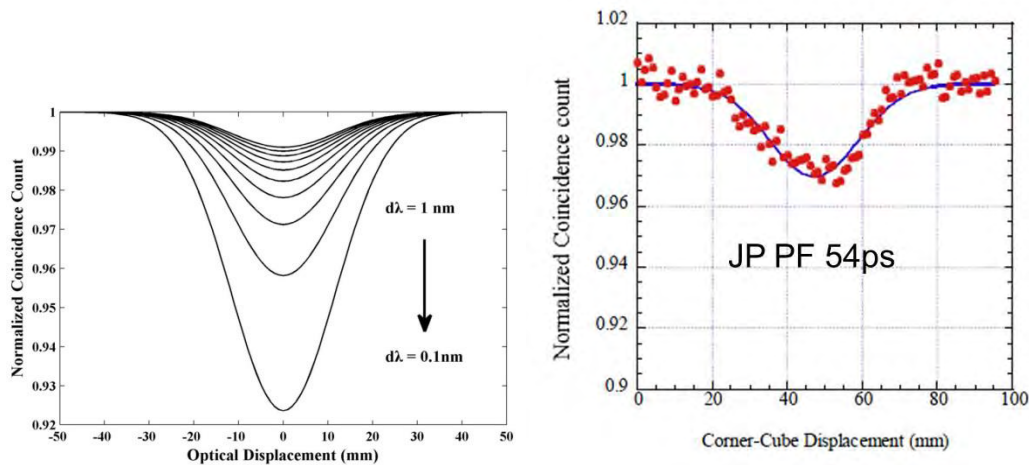 1
0.99
0.98
0.97
0.96
0.95
0.94
0.93
0.92
-50 -40 -30 -20 -10 0 10 20 30 40 50
Normalized Coincidence Count
Optical Displacement (mm)
dλ = 1 nm
dλ = 0.1nm
1.02
1
0.98
0.96
0.94
0.92
0.9
0 20 40 60 80 100
Normalized Coincidence count
Corner-Cube Displacement (mm)
JP PF 54ps